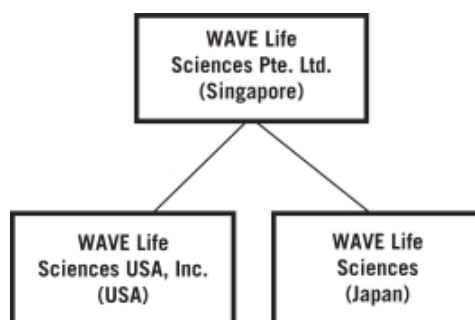 WAVE Life
Sciences Pte. Ltd.
(Singapore)
WAVE Life
Sciences USA, Inc.
(USA)
WAVE Life
Sciences
(Japan)